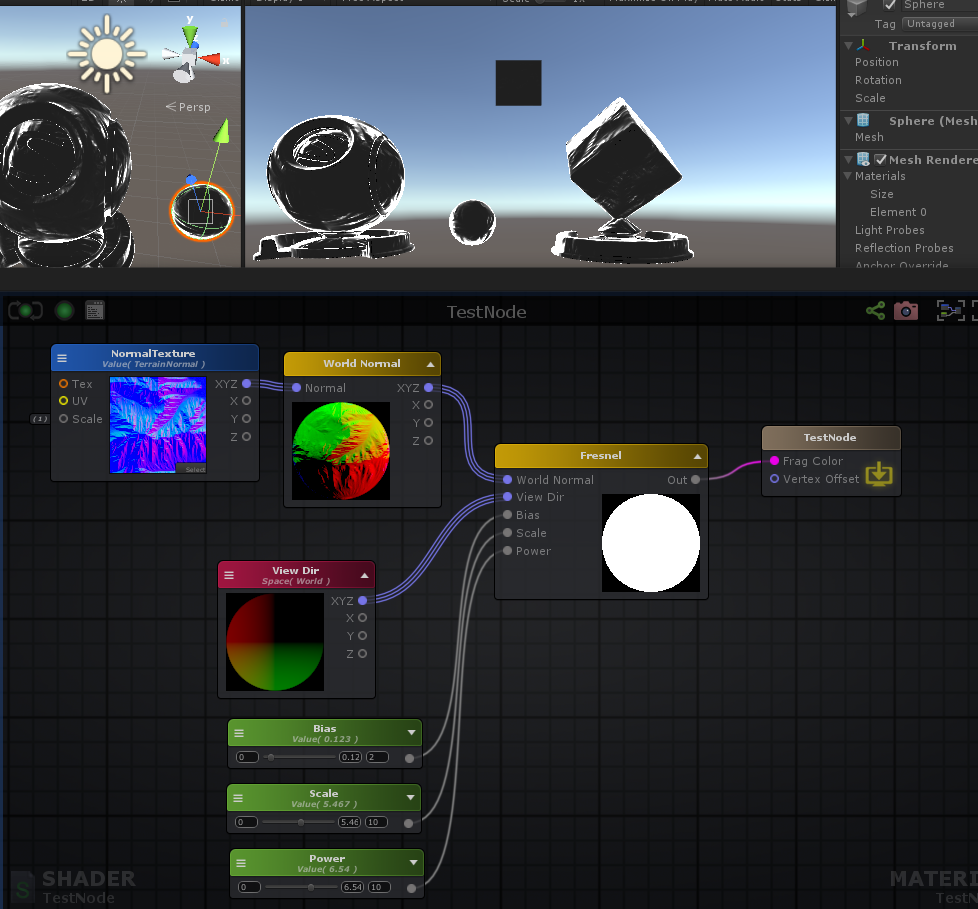 Sphere
Tag Untagged
Transform
Position
Rotation
Scale
Sphere (Mesh
Mesh
Mesh Rendere
Materials
Size
Element 0
Light Probes
Reflection Probes
Anchor Override
y
x
Persp
TestNode
NormalTexture
Value( TerrainNormal )
Tex
UV
(1)
Scale
XYZ
X
Y
Z
Select
World Normal
Normal
XYZ
X
Y
Z
Fresnel
World Normal
View Dir
Bias
Scale
Power
Out
TestNode
Frag Color
Vertex Offset
View Dir
Space( World )
XYZ
X
Y
Z
Bias
Value( 0.123 )
0 0.12 2
Scale
Value( 5.467 )
0 5.46 10
Power
Value( 6.54 )
0 6.54 10
S
SHADER
TestNode
MATERI
TestN